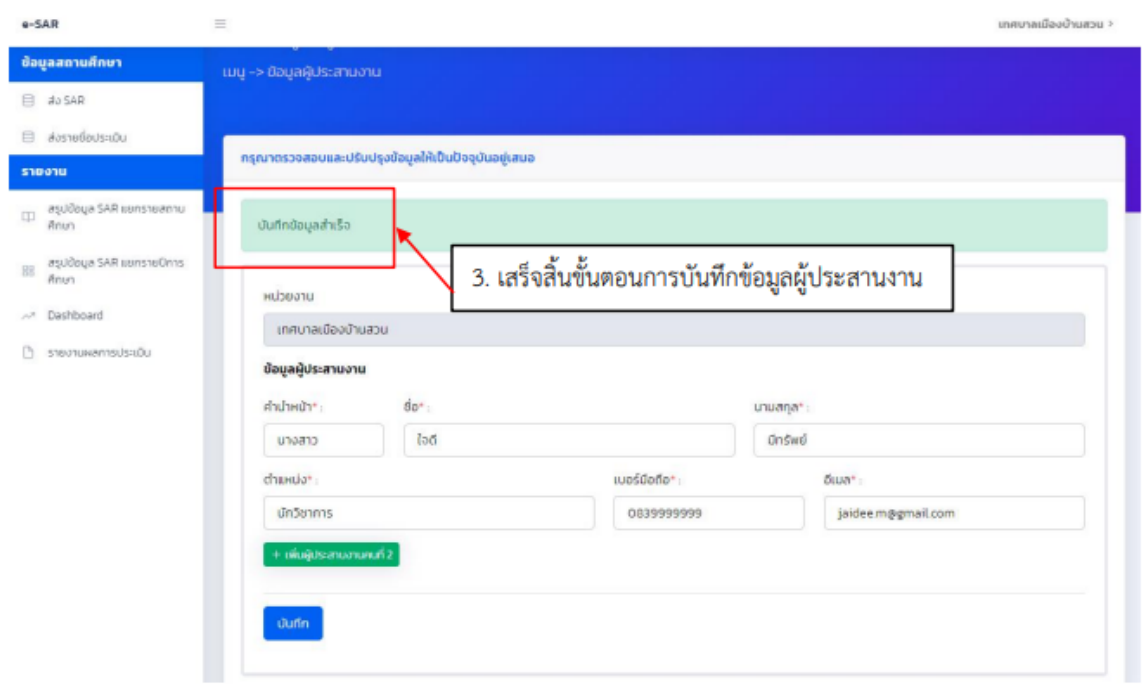 e-SAR
เทศบาลเมืองบ้านสวน >
ข้อมูลสถานศึกษา
เมนู -> ข้อมูลผู้ประสานงาน
ส่ง SAR
ส่งรายชื่อประเมิน
รายงาน
สรุปข้อมูล SAR แยกรายสถาน
ศึกษา
สรุปข้อมูล SAR แยกรายปีการ
ศึกษา
Dashboard
รายงานผลการประเมิน
กรุณาตรวจสอบและปรับปรุงข้อมูลให้เป็นปัจจุบันอยู่เสมอ
บันทึกข้อมูลสำเร็จ
3. เสร็จสิ้นขั้นตอนการบันทึกข้อมูลผู้ประสานงาน
หน่วยงาน
เทศบาลเมืองบ้านสวน
ข้อมูลผู้ประสานงาน
คำนำหน้า* : ชื่อ* : นามสกุล* :
นางสาว ใจดี มีทรัพย์
ตำแหน่ง* : เบอร์มือถือ* : อีเมล* :
นักวิชาการ 0839999999 jaidee.m@gmail.com
+ เพิ่มผู้ประสานงานคนที่ 2
บันทึก